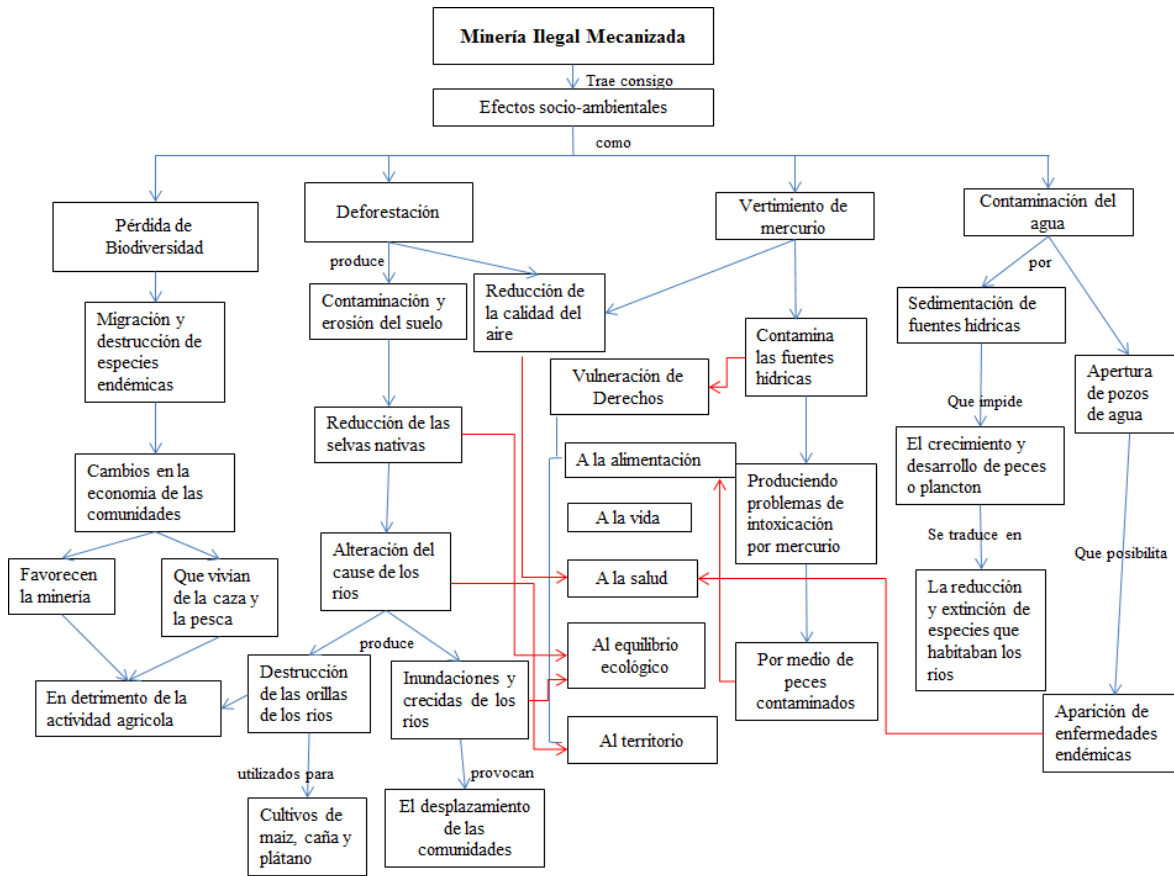 Minería Ilegal Mecanizada
Trae consigo
Efectos socio-ambientales
como
Pérdida de
Biodiversidad
Deforestación
Vertimiento de
mercurio
Contaminación del
agua
produce
por
Migración y
destrucción de
especies
endémicas
Contaminación y
erosión del suelo
Reducción de
la calidad del
aire
Contamina
las fuentes
hídricas
Sedimentación de
fuentes hídricas
Apertura
de pozos
de agua
Vulneración de
Derechos
Que impide
Reducción de las
selvas nativas
Cambios en la
economía de las
comunidades
A la alimentación
El crecimiento y
desarrollo de peces
o plancton
Produciendo
problemas de
intoxicación
por mercurio
A la vida
Se traduce en
Que posibilita
Favorecen
la minería
Que vivian
de la caza y
la pesca
Alteración del
cause de los
ríos
A la salud
La reducción
y extinción de
especies que
habitaban los
ríos
produce
Al equilibrio
ecológico
En detrimento de la
actividad agrícola
Destrucción
de las orillas
de los ríos
Inundaciones y
crecidas de los
ríos
Por medio de
peces
contaminados
Al territorio
Aparición de
enfermedades
endémicas
utilizados para
provocan
Cultivos de
maíz, caña y
plátano
El desplazamiento
de las
comunidades